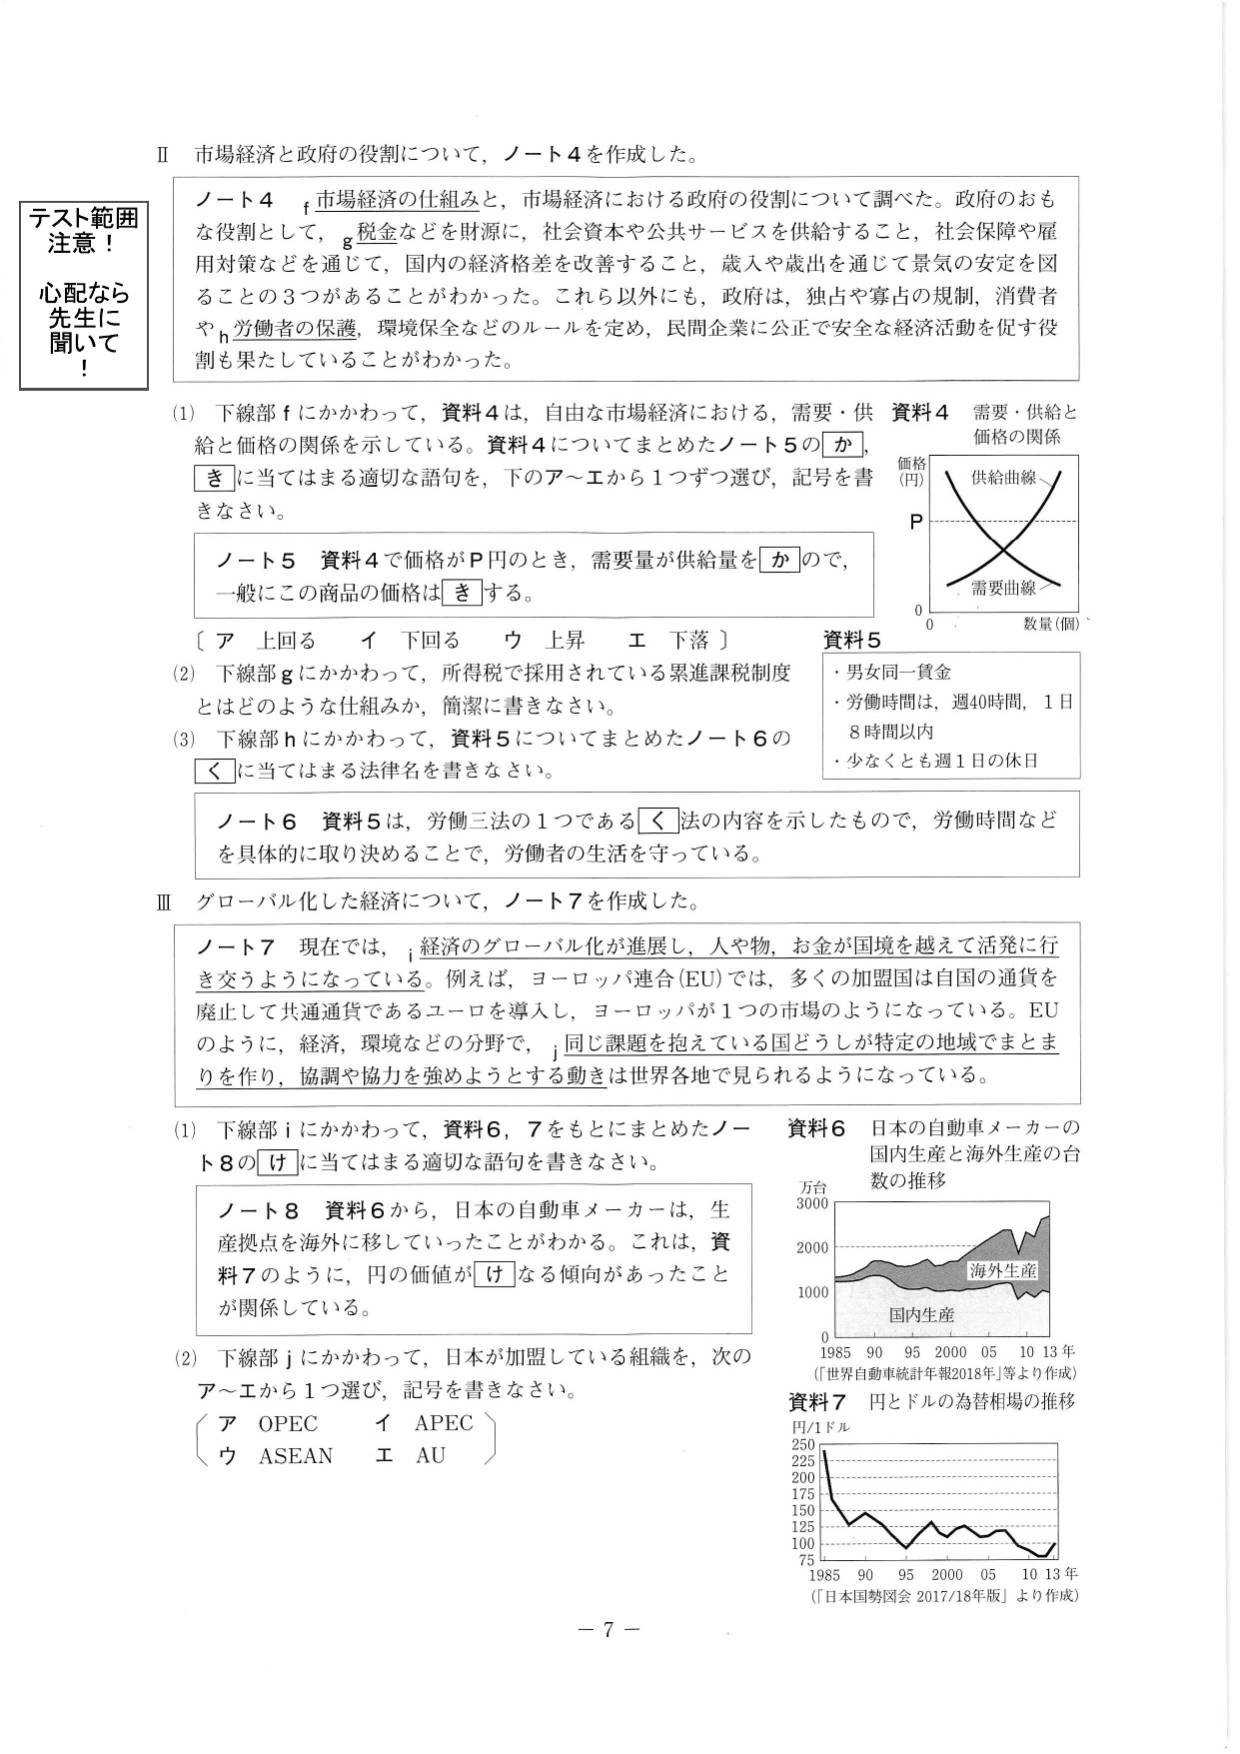 Ⅱ 市場経済と政府の役割について，ノート4を作成した。
テスト範囲
注意！
心配なら
先生に
聞いて
！
ノート4 f市場経済の仕組みと，市場経済における政府の役割について調べた。政府のおも
な役割として，g税金などを財源に，社会資本や公共サービスを供給すること，社会保障や雇
用対策などを通じて，国内の経済格差を改善すること，歳入や歳出を通じて景気の安定を図
ることの3つがあることがわかった。これら以外にも，政府は，独占や寡占の規制，消費者
やh労働者の保護，環境保全などのルールを定め，民間企業に公正で安全な経済活動を促す役
割も果たしていることがわかった。
(1) 下線部fにかかわって，資料4は，自由な市場経済における，需要・供
給と価格の関係を示している。資料4についてまとめたノート5のか，
きに当てはまる適切な語句を，下のア～エから1つずつ選び，記号を書
きなさい。
資料4 需要・供給と
価格の関係
価格
(円)
供給曲線
P
需要曲線
0
0
数量(個)
ノート5 資料4で価格がP円のとき，需要量が供給量をかので，
一般にこの商品の価格はきする。
〔 ア 上回る イ 下回る ウ 上昇 エ 下落 〕
(2) 下線部gにかかわって，所得税で採用されている累進課税制度
とはどのような仕組みか，簡潔に書きなさい。
(3) 下線部hにかかわって，資料5についてまとめたノート6の
くに当てはまる法律名を書きなさい。
資料5
・男女同一賃金
・労働時間は，週40時間，1日
8時間以内
・少なくとも週1日の休日
ノート6 資料5は，労働三法の1つであるく法の内容を示したもので，労働時間など
を具体的に取り決めることで，労働者の生活を守っている。
Ⅲ グローバル化した経済について，ノート7を作成した。
ノート7 現在では，i経済のグローバル化が進展し，人や物，お金が国境を越えて活発に行
き交うようになっている。例えば，ヨーロッパ連合(EU)では，多くの加盟国は自国の通貨を
廃止して共通通貨であるユーロを導入し，ヨーロッパが1つの市場のようになっている。EU
のように，経済，環境などの分野で，j同じ課題を抱えている国どうしが特定の地域でまとま
りを作り，協調や協力を強めようとする動きは世界各地で見られるようになっている。
(1) 下線部iにかかわって，資料6，7をもとにまとめたノー
ト8のけに当てはまる適切な語句を書きなさい。
ノート8 資料6から，日本の自動車メーカーは，生
産拠点を海外に移していったことがわかる。これは，資
料7のように，円の価値がけなる傾向があったこと
が関係している。
(2) 下線部jにかかわって，日本が加盟している組織を，次の
ア～エから1つ選び，記号を書きなさい。
ア OPEC イ APEC
ウ ASEAN エ AU
資料6 日本の自動車メーカーの
国内生産と海外生産の台
数の推移
万台
3000
2000
1000
0
海外生産
国内生産
1985 90 95 2000 05 10 13年
(「世界自動車統計年報2018年」等より作成)
資料7 円とドルの為替相場の推移
円/1ドル
250
225
200
175
150
125
100
75
1985 90 95 2000 05 10 13年
(「日本国勢図会 2017/18年版」より作成)
― 7 ―